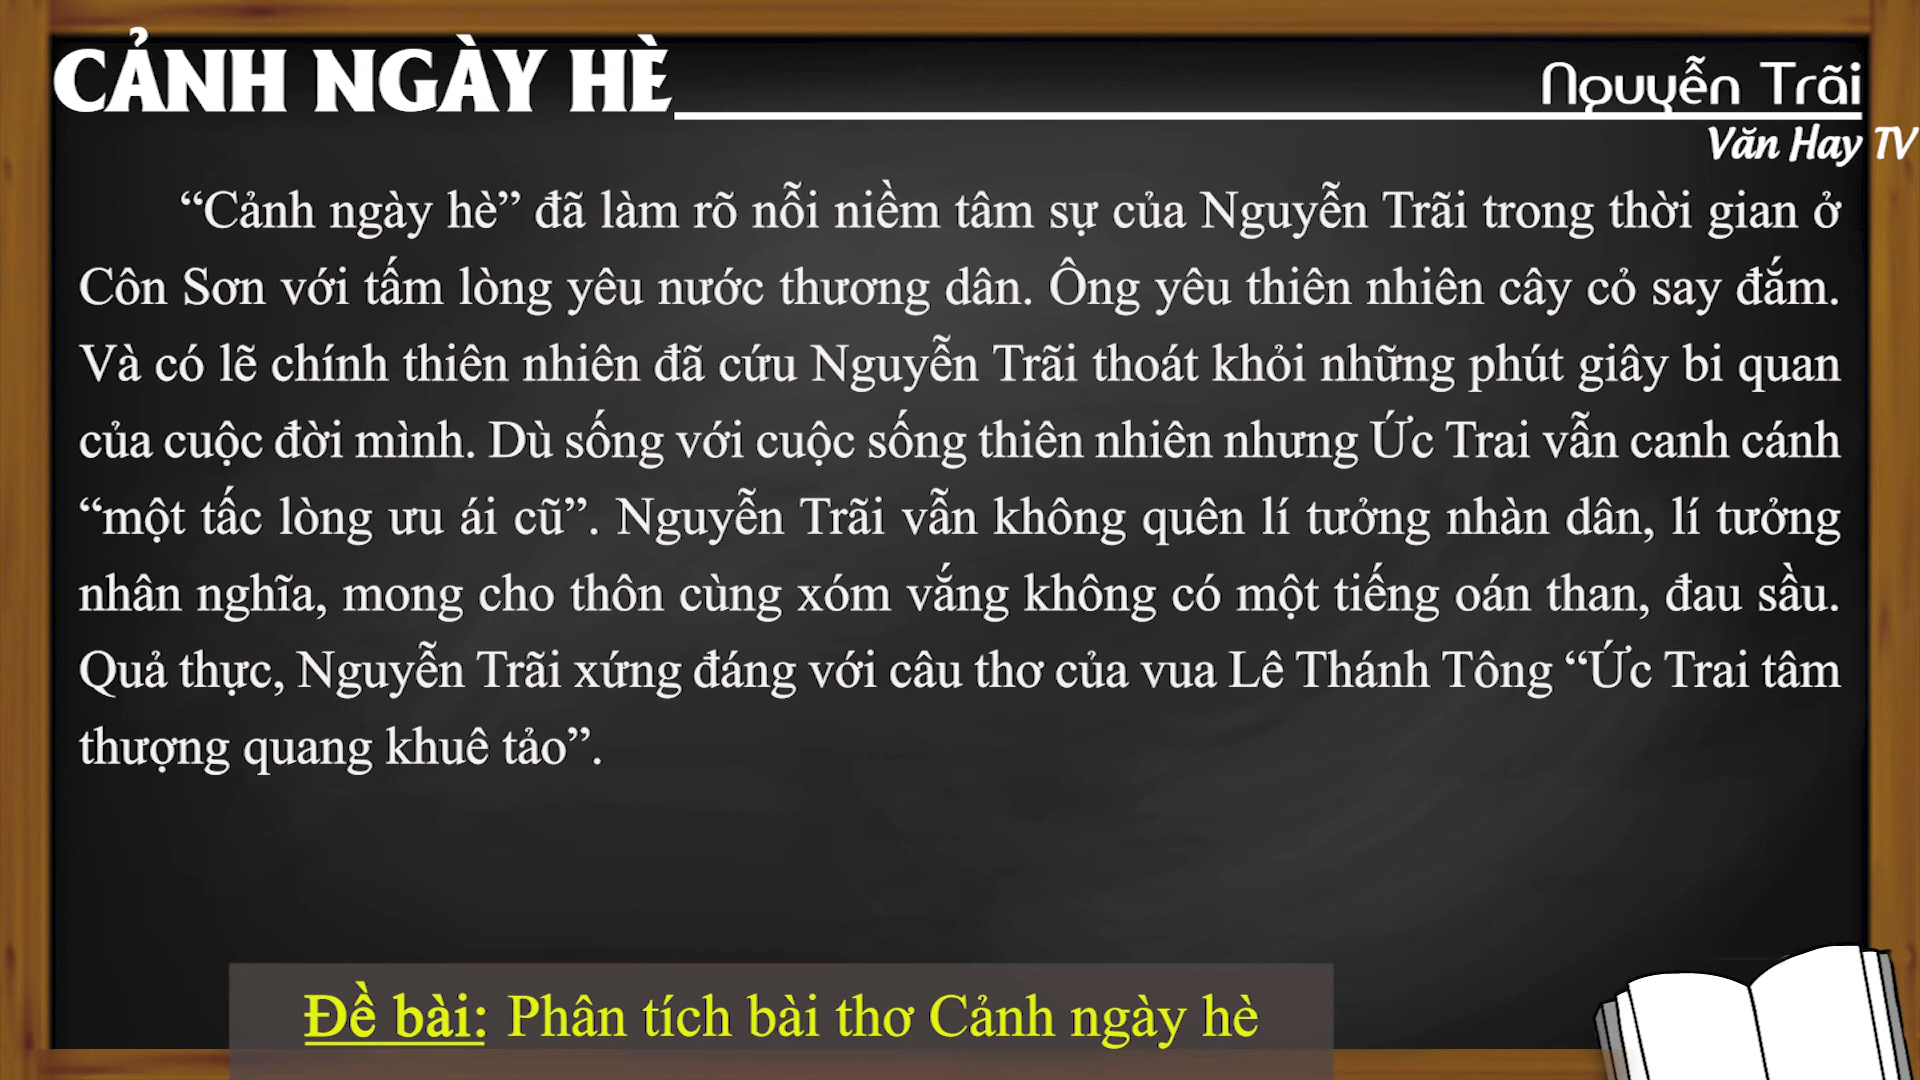 CẢNH NGÀY HÈ
Nguyễn Trãi
Văn Hay TV
“Cảnh ngày hè” đã làm rõ nỗi niềm tâm sự của Nguyễn Trãi trong thời gian ở
Côn Sơn với tấm lòng yêu nước thương dân. Ông yêu thiên nhiên cây cỏ say đắm.
Và có lẽ chính thiên nhiên đã cứu Nguyễn Trãi thoát khỏi những phút giây bi quan
của cuộc đời mình. Dù sống với cuộc sống thiên nhiên nhưng Ức Trai vẫn canh cánh
“một tấc lòng ưu ái cũ”. Nguyễn Trãi vẫn không quên lí tưởng nhàn dân, lí tưởng
nhân nghĩa, mong cho thôn cùng xóm vắng không có một tiếng oán than, đau sầu.
Quả thực, Nguyễn Trãi xứng đáng với câu thơ của vua Lê Thánh Tông “Ức Trai tâm
thượng quang khuê tảo”.
Đề bài: Phân tích bài thơ Cảnh ngày hè